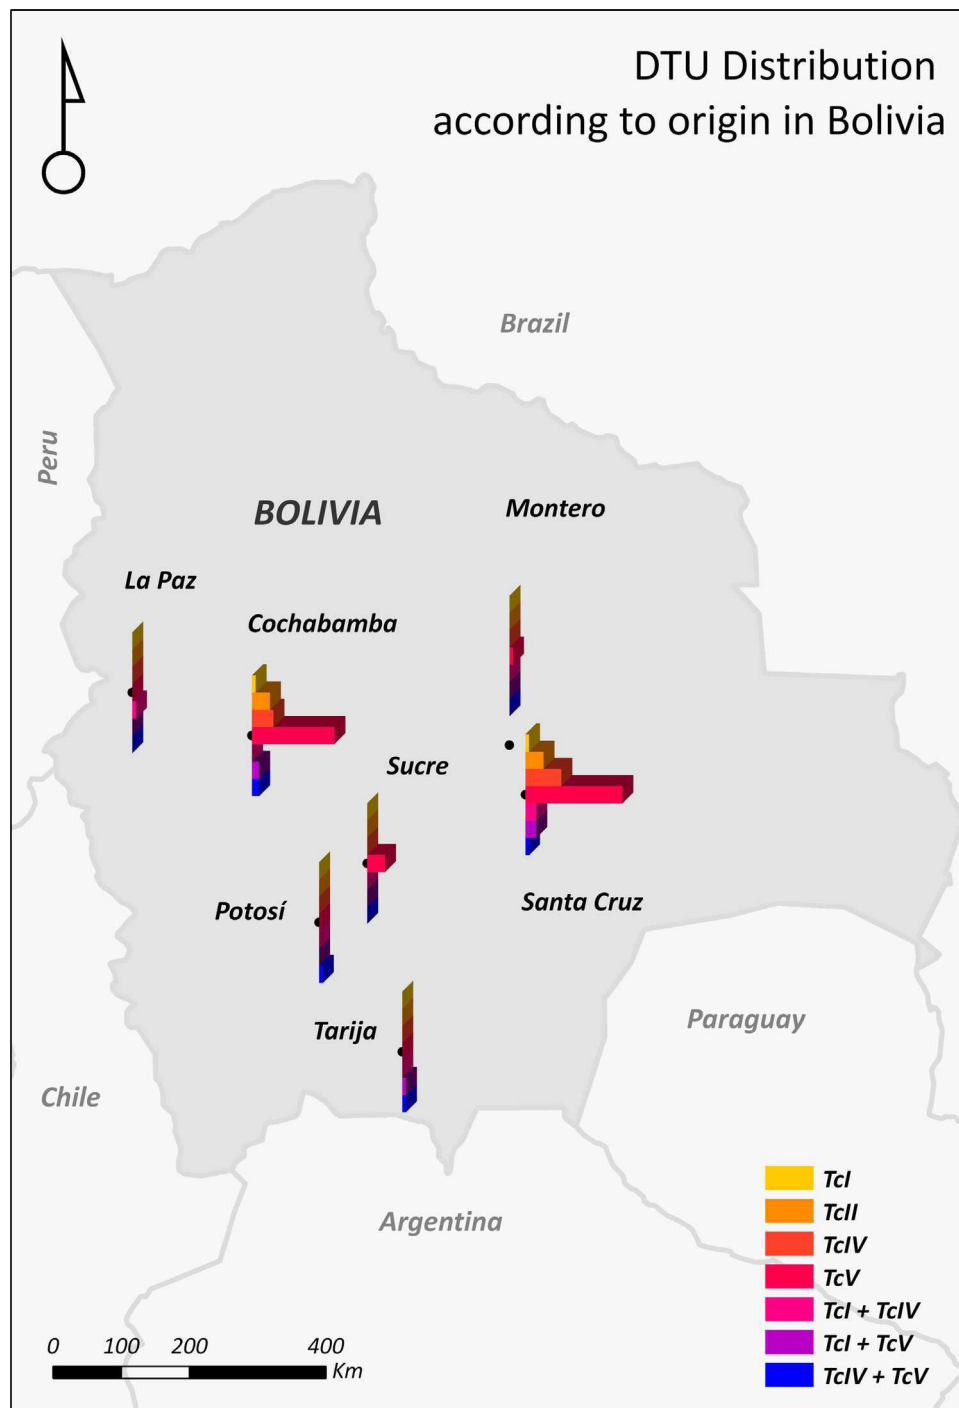 DTU Distribution
according to origin in Bolivia
Brazil
Peru
BOLIVIA
Montero
La Paz
Cochabamba
Sucre
Potosí
Santa Cruz
Tarija
Paraguay
Chile
Argentina
TcI
TcII
TcIV
TcV
TcI + TcIV
TcI + TcV
TcIV + TcV
0 100 200 400
Km